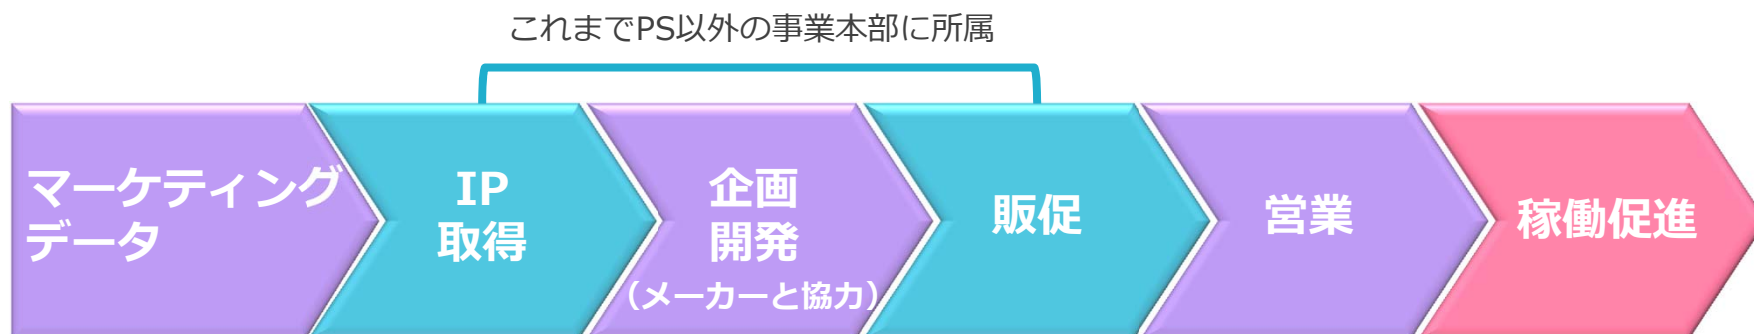 これまでPS以外の事業本部に所属
マーケティング
データ
IP
取得
企画
開発
（メーカーと協力）
販促
営業
稼働促進